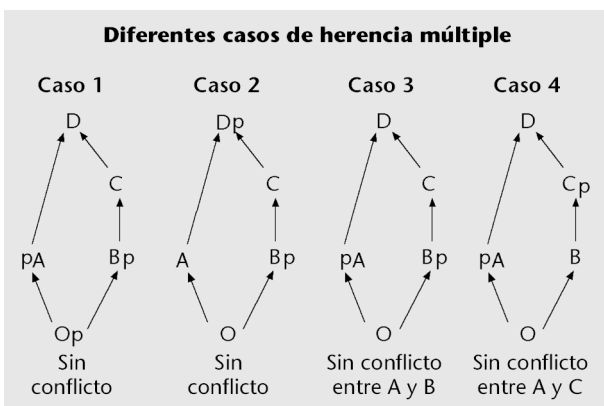 Diferentes casos de herencia múltiple
Caso 1 Caso 2 Caso 3 Caso 4
D Dp D D
C C C Cp
pA Bp A Bp pA Bp pA B
Op O O O
Sin Sin Sin conflicto Sin conflicto
conflicto conflicto entre A y B entre A y C